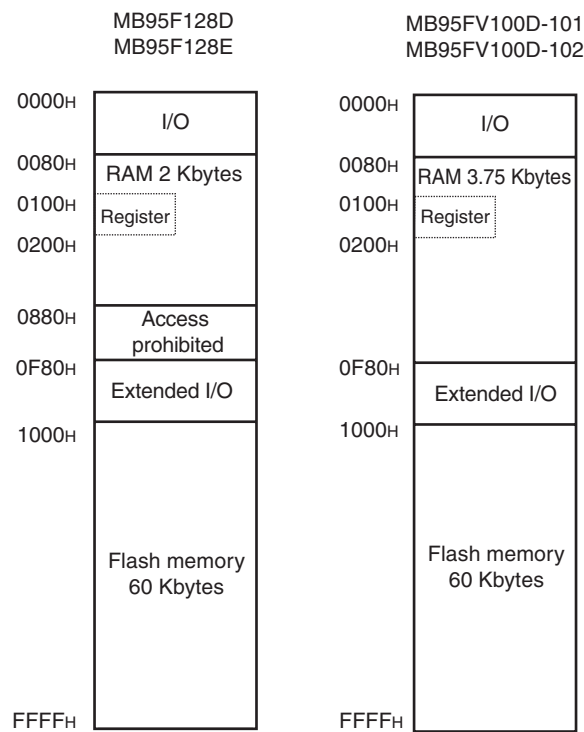 MB95F128D
MB95F128E
0000H
I/O
0080H
RAM 2 Kbytes
0100H
Register
0200H
0880H
Access
prohibited
0F80H
Extended I/O
1000H
Flash memory
60 Kbytes
FFFFH
MB95FV100D-101
MB95FV100D-102
0000H
I/O
0080H
RAM 3.75 Kbytes
0100H
Register
0200H
0F80H
Extended I/O
1000H
Flash memory
60 Kbytes
FFFFH